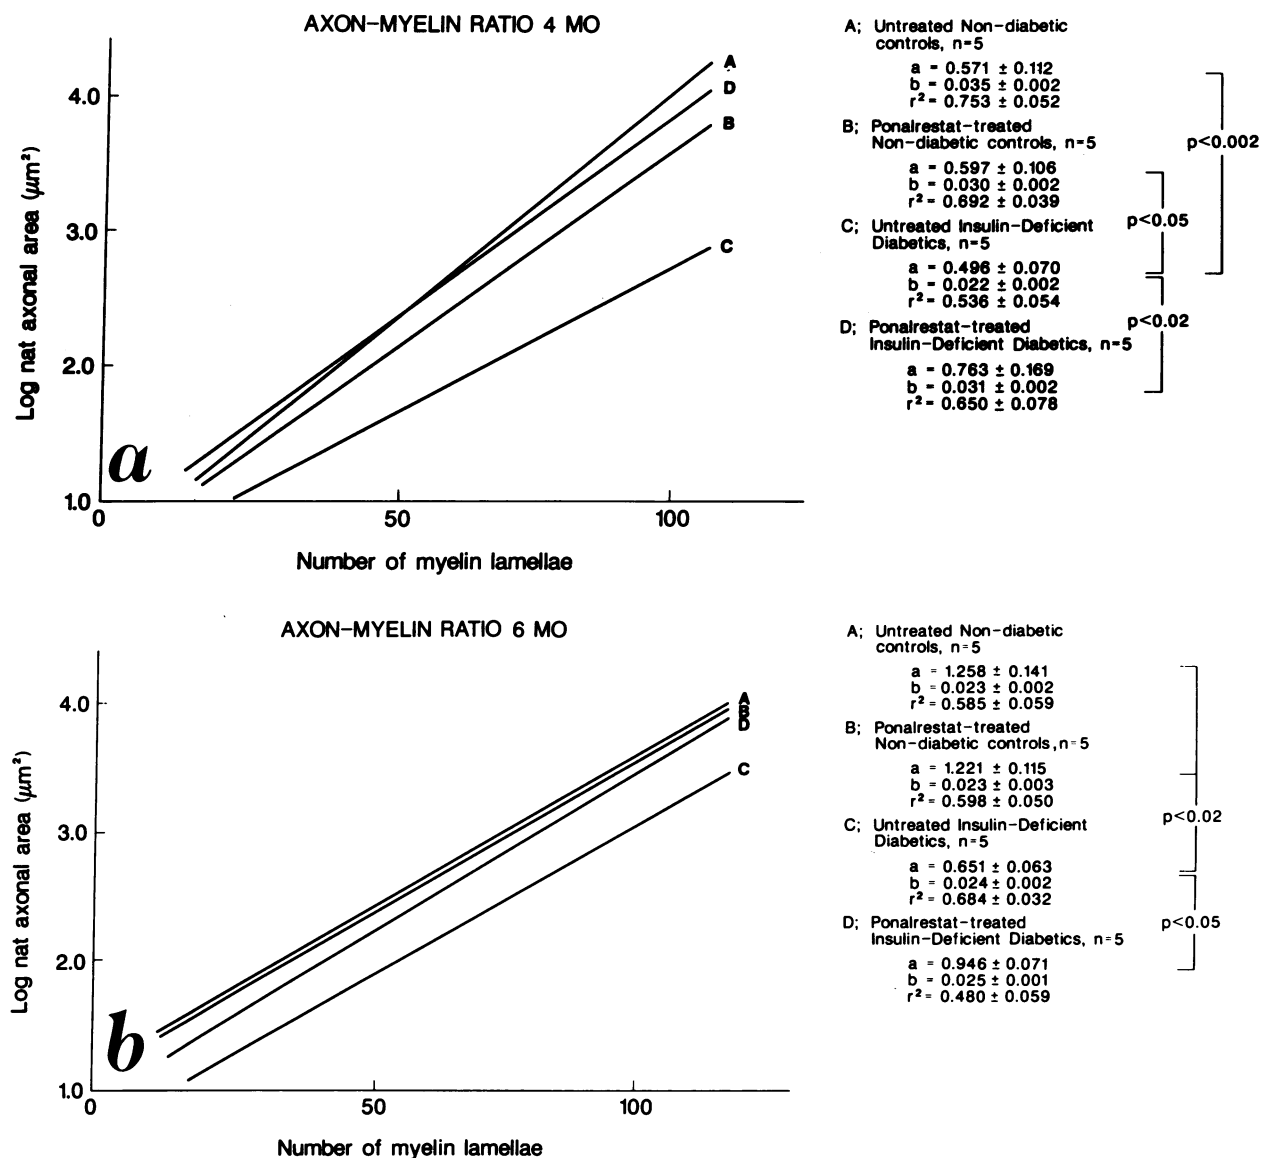 AXON-MYELIN RATIO 4 MO
Log nat axonal area (μm²)
4.0
3.0
2.0
1.0
0
50
100
Number of myelin lamellae
A
D
B
C
a
A; Untreated Non-diabetic
controls, n=5
a = 0.571 ± 0.112
b = 0.035 ± 0.002
r² = 0.753 ± 0.052
B; Ponalrestat-treated
Non-diabetic controls, n=5
a = 0.597 ± 0.106
b = 0.030 ± 0.002
r² = 0.692 ± 0.039
C; Untreated Insulin-Deficient
Diabetics, n=5
a = 0.496 ± 0.070
b = 0.022 ± 0.002
r² = 0.536 ± 0.054
D; Ponalrestat-treated
Insulin-Deficient Diabetics, n=5
a = 0.763 ± 0.169
b = 0.031 ± 0.002
r² = 0.650 ± 0.078
p<0.002
p<0.05
p<0.02
AXON-MYELIN RATIO 6 MO
Log nat axonal area (μm²)
4.0
3.0
2.0
1.0
0
50
100
Number of myelin lamellae
A
B
D
C
b
A; Untreated Non-diabetic
controls, n=5
a = 1.258 ± 0.141
b = 0.023 ± 0.002
r² = 0.585 ± 0.059
B; Ponalrestat-treated
Non-diabetic controls, n=5
a = 1.221 ± 0.115
b = 0.023 ± 0.003
r² = 0.598 ± 0.050
C; Untreated Insulin-Deficient
Diabetics, n=5
a = 0.651 ± 0.063
b = 0.024 ± 0.002
r² = 0.684 ± 0.032
D; Ponalrestat-treated
Insulin-Deficient Diabetics, n=5
a = 0.946 ± 0.071
b = 0.025 ± 0.001
r² = 0.480 ± 0.059
p<0.02
p<0.05